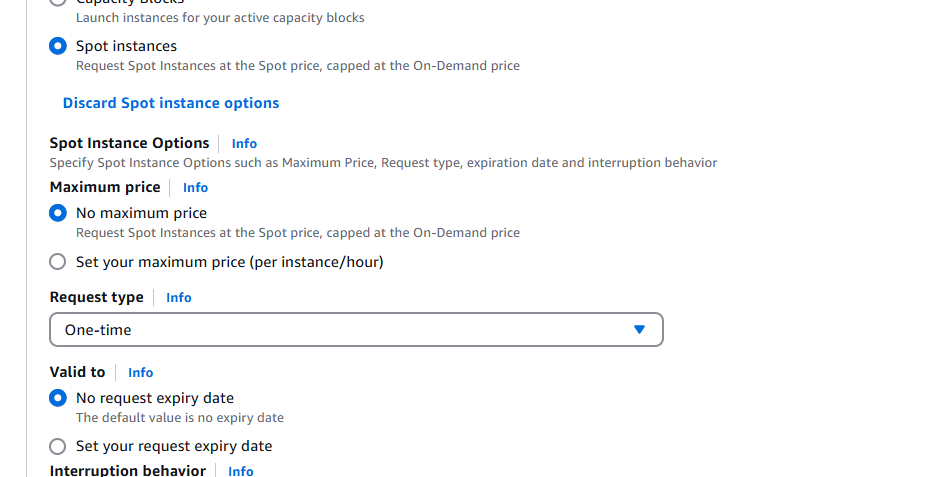 Capacity Blocks
Launch instances for your active capacity blocks
Spot instances
Request Spot Instances at the Spot price, capped at the On-Demand price
Discard Spot instance options
Spot Instance Options Info
Specify Spot Instance Options such as Maximum Price, Request type, expiration date and interruption behavior
Maximum price Info
No maximum price
Request Spot Instances at the Spot price, capped at the On-Demand price
Set your maximum price (per instance/hour)
Request type Info
One-time
Valid to Info
No request expiry date
The default value is no expiry date
Set your request expiry date
Interruption behavior Info